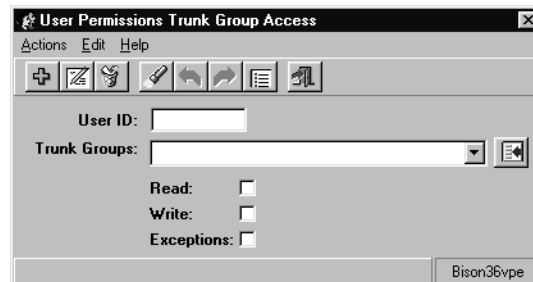 User Permissions Trunk Group Access
Actions Edit Help
User ID:
Trunk Groups:
Read:
Write:
Exceptions:
Bison36vpe